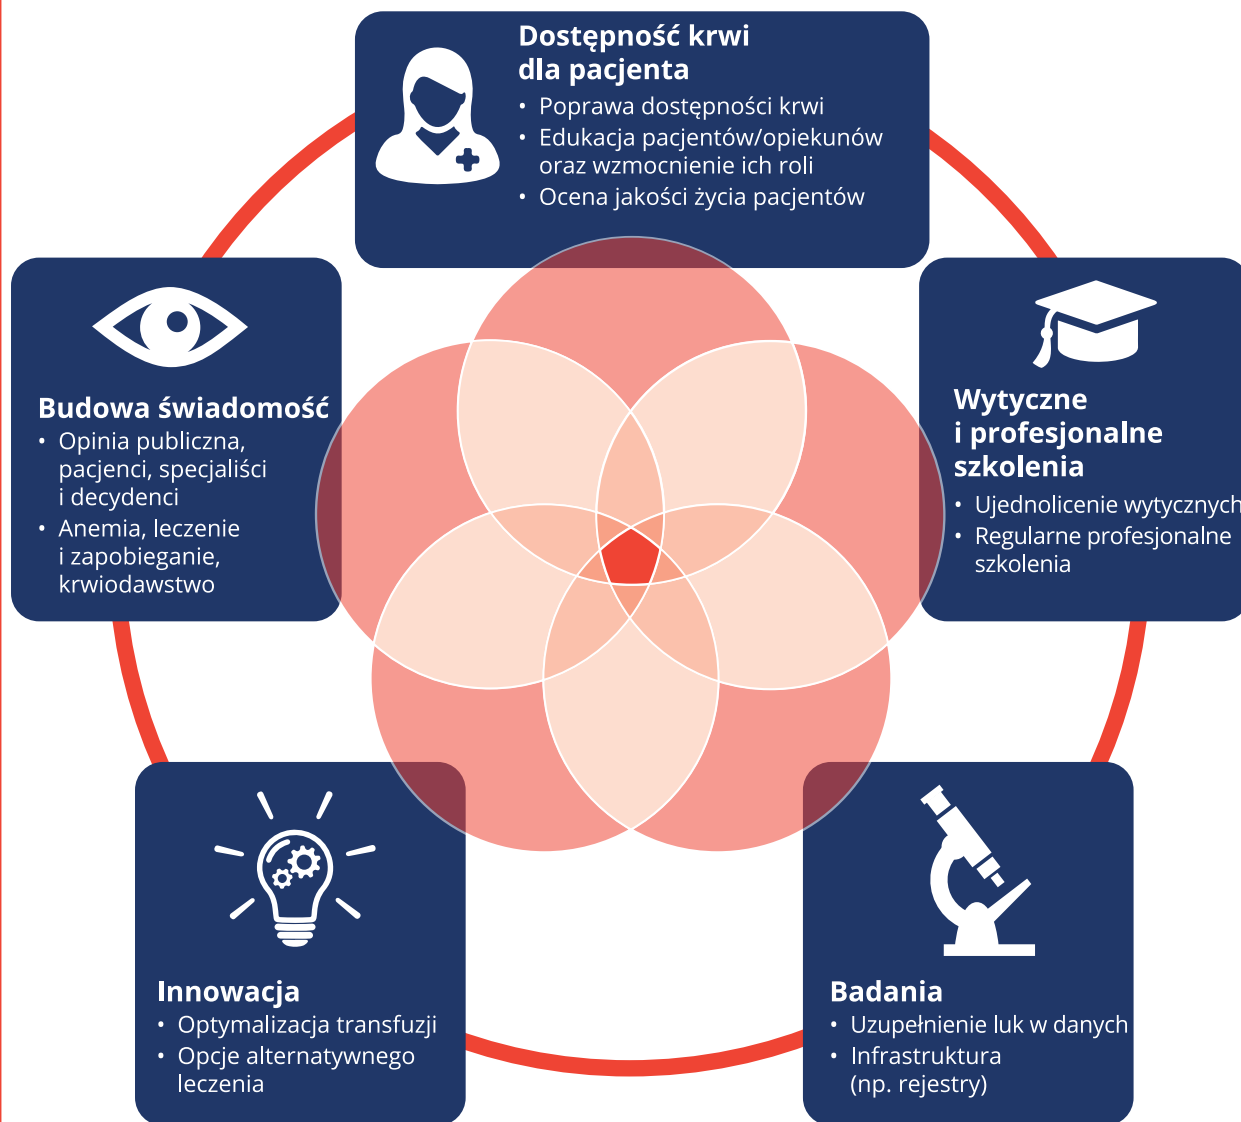 Dostępność krwi
dla pacjenta
• Poprawa dostępności krwi
• Edukacja pacjentów/opiekunów
oraz wzmocnienie ich roli
• Ocena jakości życia pacjentów
Budowa świadomość
• Opinia publiczna,
pacjenci, specjaliści
i decydenci
• Anemia, leczenie
i zapobieganie,
krwiodawstwo
Wytyczne
i profesjonalne
szkolenia
• Ujednolicenie wytycznych
• Regularne profesjonalne
szkolenia
Innowacja
• Optymalizacja transfuzji
• Opcje alternatywnego
leczenia
Badania
• Uzupełnienie luk w danych
• Infrastruktura
(np. rejestry)